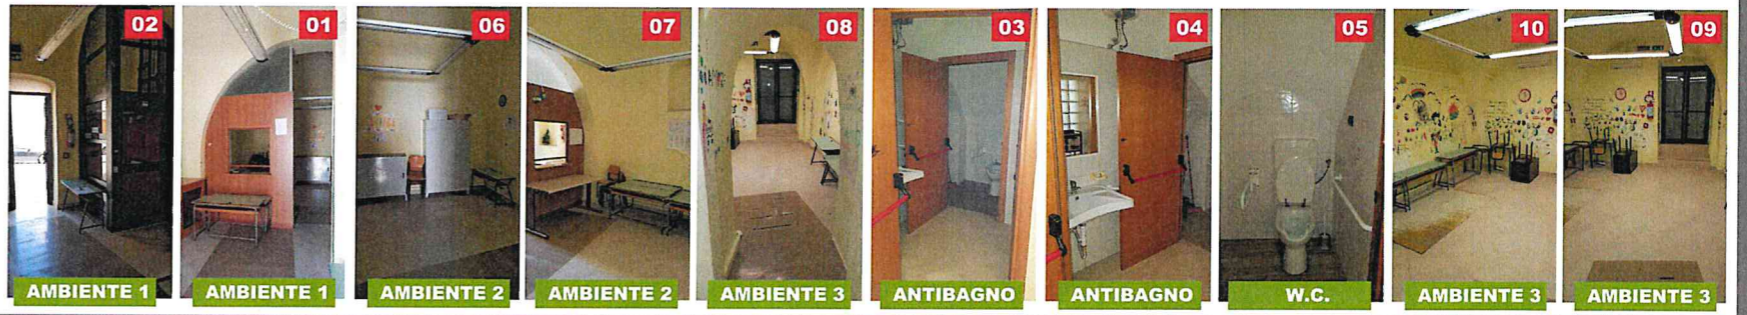 02
01
06
07
08
03
04
05
10
09
AMBIENTE 1
AMBIENTE 1
AMBIENTE 2
AMBIENTE 2
AMBIENTE 3
ANTIBAGNO
ANTIBAGNO
W.C.
AMBIENTE 3
AMBIENTE 3